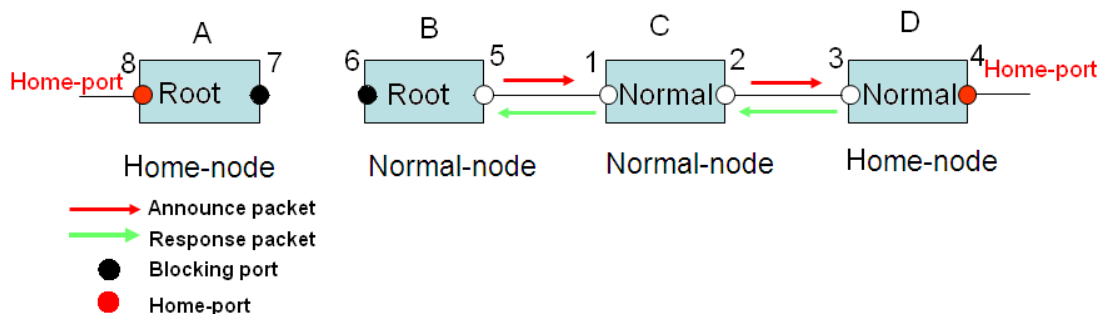 A B C D
8 7 6 5 1 2 3 4
Home-port Root Root Normal Normal Home-port
Home-node Normal-node Normal-node Home-node
Announce packet
Response packet
Blocking port
Home-port